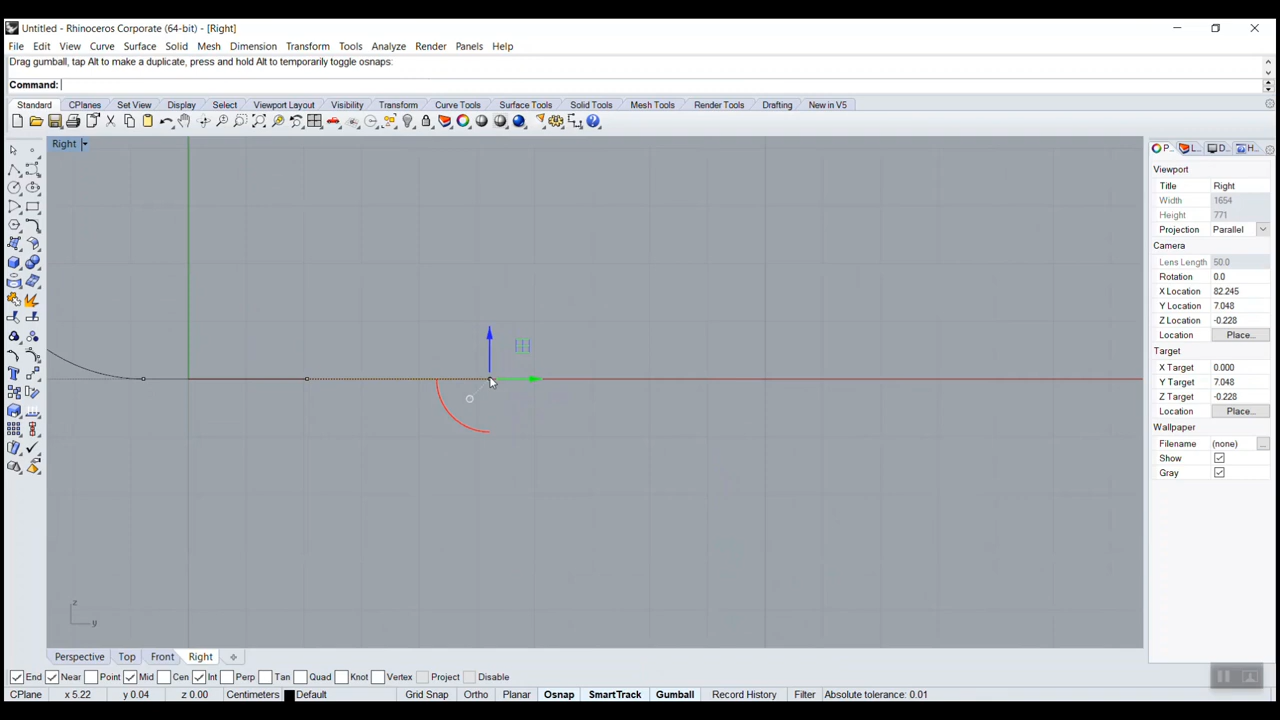 Untitled - Rhinoceros Corporate (64-bit) - [Right]
File Edit View Curve Surface Solid Mesh Dimension Transform Tools Analyze Render Panels Help
Drag gumball, tap Alt to make a duplicate, press and hold Alt to temporarily toggle osnaps:
Command:
Standard CPlanes Set View Display Select Viewport Layout Visibility Transform Curve Tools Surface Tools Solid Tools Mesh Tools Render Tools Drafting New in V5
Right
P.. L.. D... H...
Viewport
Title Right
Width 1654
Height 771
Projection Parallel
Camera
Lens Length 50.0
Rotation 0.0
X Location 82.245
Y Location 7.048
Z Location -0.228
Location Place...
Target
X Target 0.000
Y Target 7.048
Z Target -0.228
Location Place...
Wallpaper
Filename (none) ...
Show
Gray
z
y
Perspective Top Front Right
End Near Point Mid Cen Int Perp Tan Quad Knot Vertex Project Disable
CPlane x 5.22 y 0.04 z 0.00 Centimeters Default Grid Snap Ortho Planar Osnap SmartTrack Gumball Record History Filter Absolute tolerance: 0.01